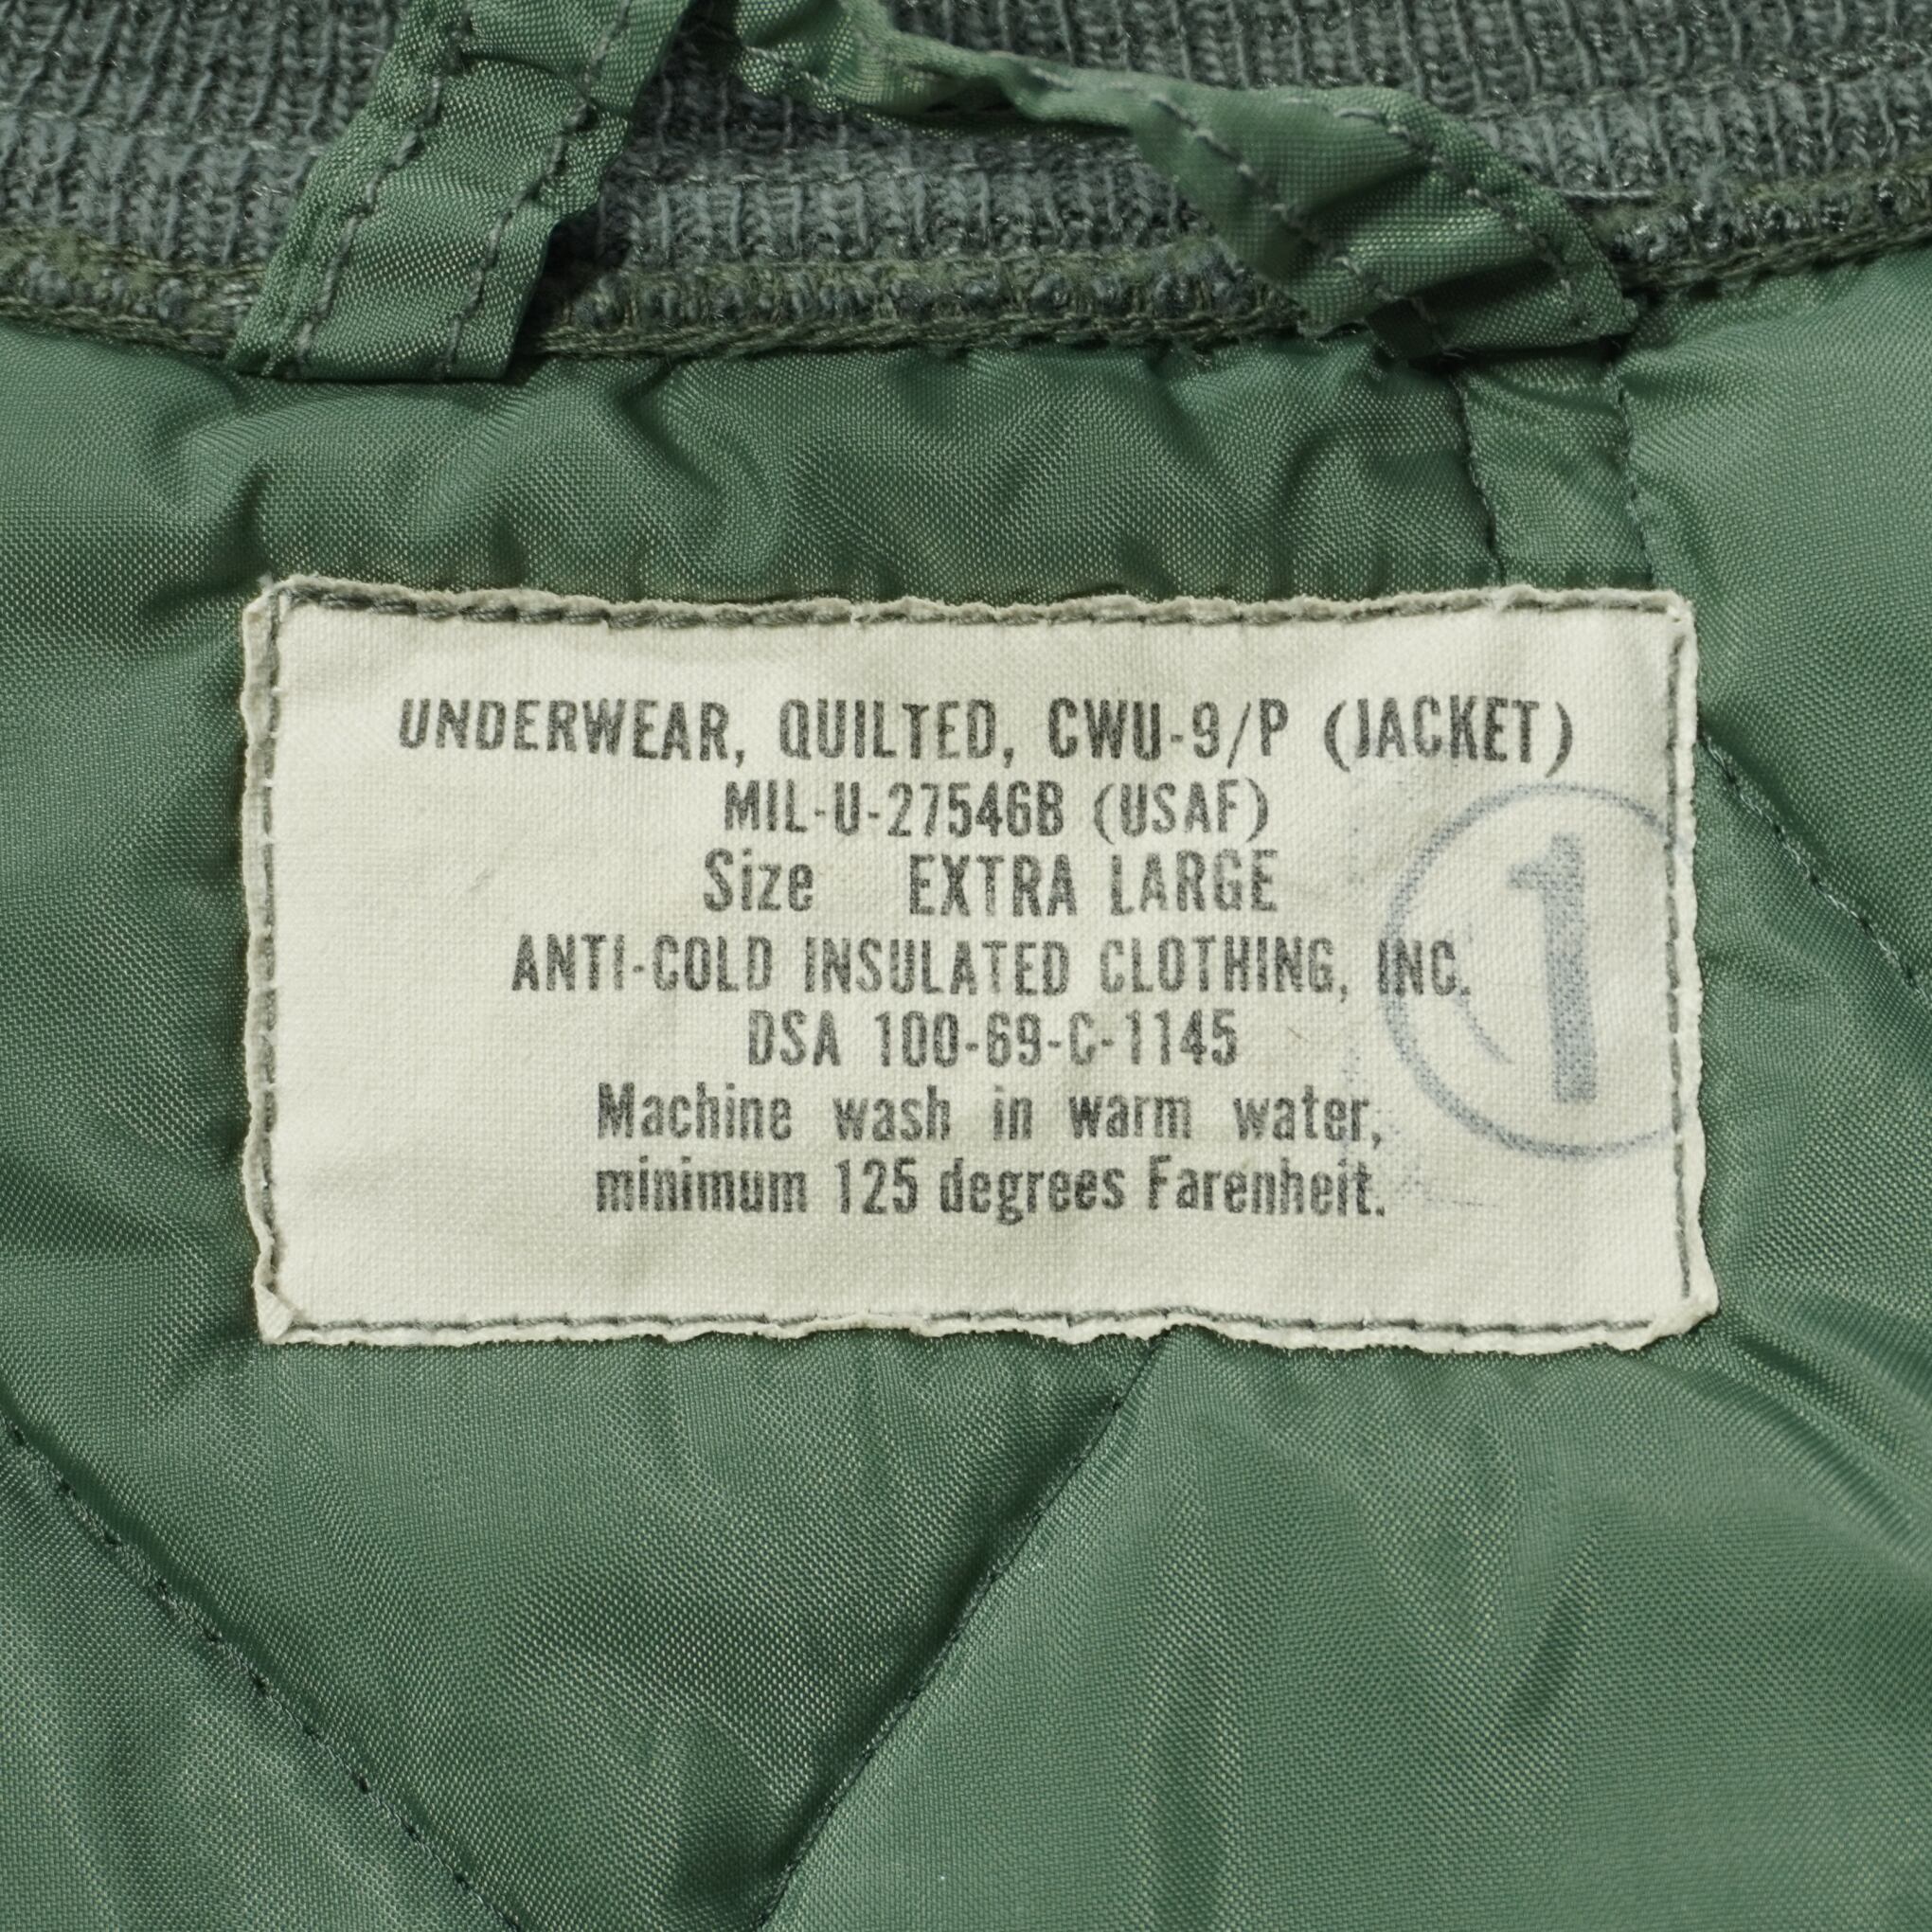 UNDERWEAR, QUILTED, CWU-9/P (JACKET)
MIL-U-27546B (USAF)
Size EXTRA LARGE
ANTI-COLD INSULATED CLOTHING, INC.
DSA 100-69-C-1145
Machine wash in warm water,
minimum 125 degrees Farenheit.
1